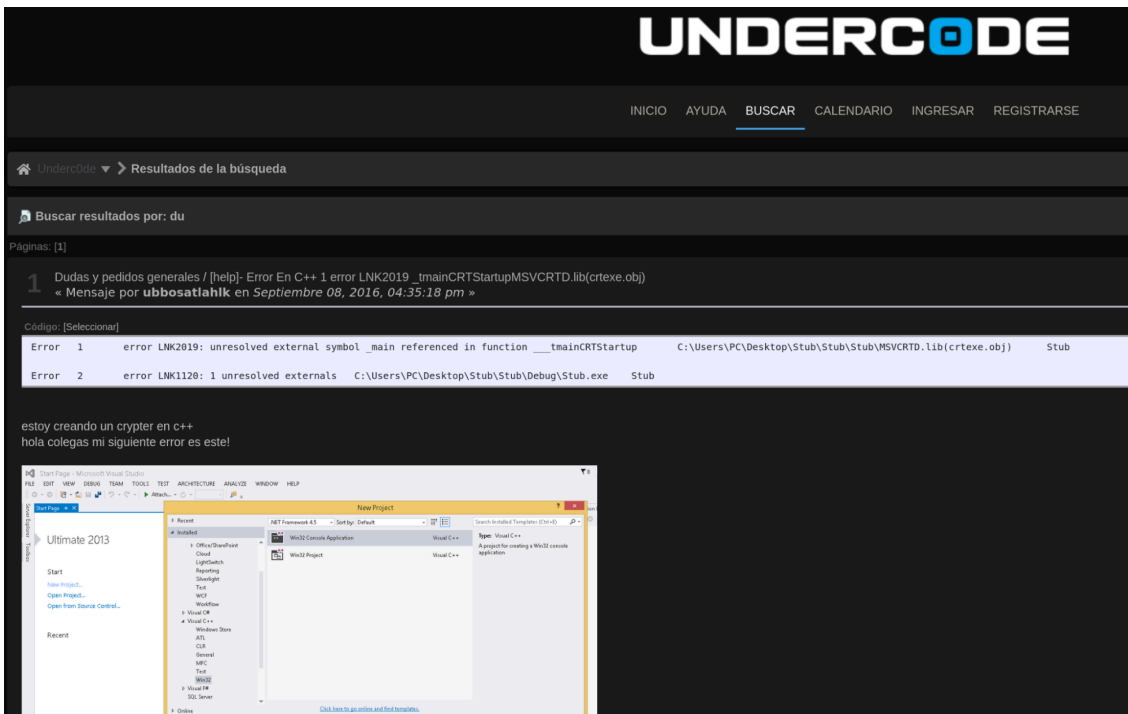 UNDERC0DE
INICIO AYUDA BUSCAR CALENDARIO INGRESAR REGISTRARSE
Underc0de Resultados de la búsqueda
Buscar resultados por: du
Páginas: [1]
1
Dudas y pedidos generales / [help]- Error En C++ 1 error LNK2019 _tmainCRTStartupMSVCRTD.lib(crtexe.obj)
« Mensaje por ubbosatlahlk en Septiembre 08, 2016, 04:35:18 pm »
Código: [Seleccionar]
Error 1 error LNK2019: unresolved external symbol _main referenced in function ___tmainCRTStartup C:\Users\PC\Desktop\Stub\Stub\Stub\MSVCRTD.lib(crtexe.obj) Stub
Error 2 error LNK1120: 1 unresolved externals C:\Users\PC\Desktop\Stub\Stub\Debug\Stub.exe Stub
estoy creando un crypter en c++
hola colegas mi siguiente error es este!
Start Page - Microsoft Visual Studio
FILE EDIT VIEW DEBUG TEAM TOOLS TEST ARCHITECTURE ANALYZE WINDOW HELP
Attach...
Start Page
New Project
Server Explorer
Toolbox
Recent
.NET Framework 4.5 Sort by: Default
Search Installed Templates (Ctrl+E)
Installed
Win32 Console Application Visual C++
Type: Visual C++
A project for creating a Win32 console
application
Win32 Project Visual C++
Ultimate 2013
Start
New Project...
Open Project...
Open from Source Control...
Recent
Office/SharePoint
Cloud
LightSwitch
Reporting
Silverlight
Test
WCF
Workflow
Visual C#
Visual C++
Windows Store
ATL
CLR
General
MFC
Test
Win32
Visual F#
SQL Server
Online
Click here to go online and find templates.